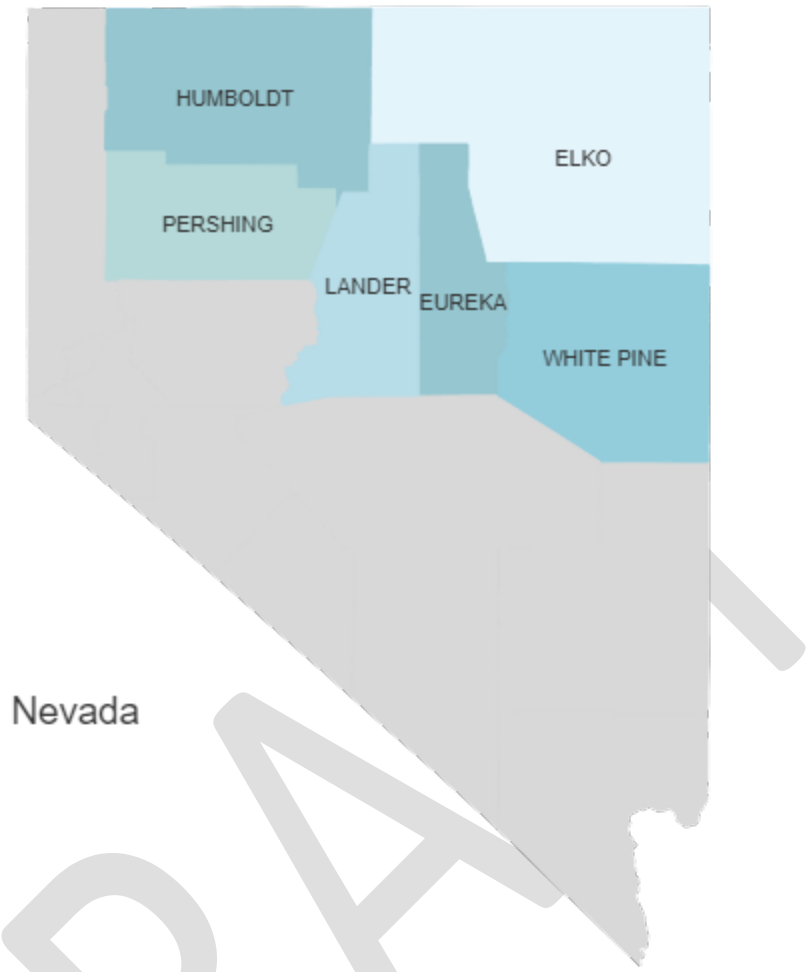 HUMBOLDT
ELKO
PERSHING
LANDER
EUREKA
WHITE PINE
Nevada